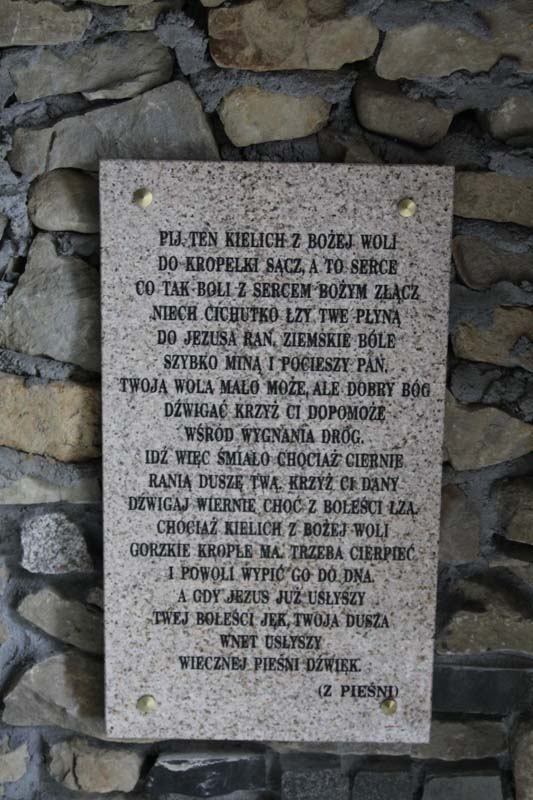 PIJ, TEN KIELICH Z BOŻEJ WOLI
DO KROPELKI SĄCZ, A TO SERCE
CO TAK BOLI Z SERCEM BOŻYM ZŁĄCZ
NIECH CICHUTKO ŁZY TWE PŁYNĄ
DO JEZUSA RAN, ZIEMSKIE BÓLE
SZYBKO MINĄ I POCIESZY PAN.
TWOJA WOLA MAŁO MOŻE, ALE DOBRY BÓG
DŹWIGAĆ KRZYŻ CI DOPOMOŻE
WŚRÓD WYGNANIA DRÓG.
IDŹ WIĘC ŚMIAŁO CHOCIAŻ CIERNIE
RANIĄ DUSZĘ TWĄ. KRZYŻ CI DANY
DŹWIGAJ WIERNIE CHOĆ Z BOLEŚCI ŁZĄ.
CHOCIAŻ KIELICH Z BOŻEJ WOLI
GORZKIE KROPLE MA. TRZEBA CIERPIEĆ
I POWOLI WYPIĆ GO DO DNA.
A GDY JEZUS JUŻ USŁYSZY
TWEJ BOLEŚCI JĘK, TWOJA DUSZA
WNET USŁYSZY
WIECZNEJ PIEŚNI DŹWIĘK.
(Z PIEŚNI)